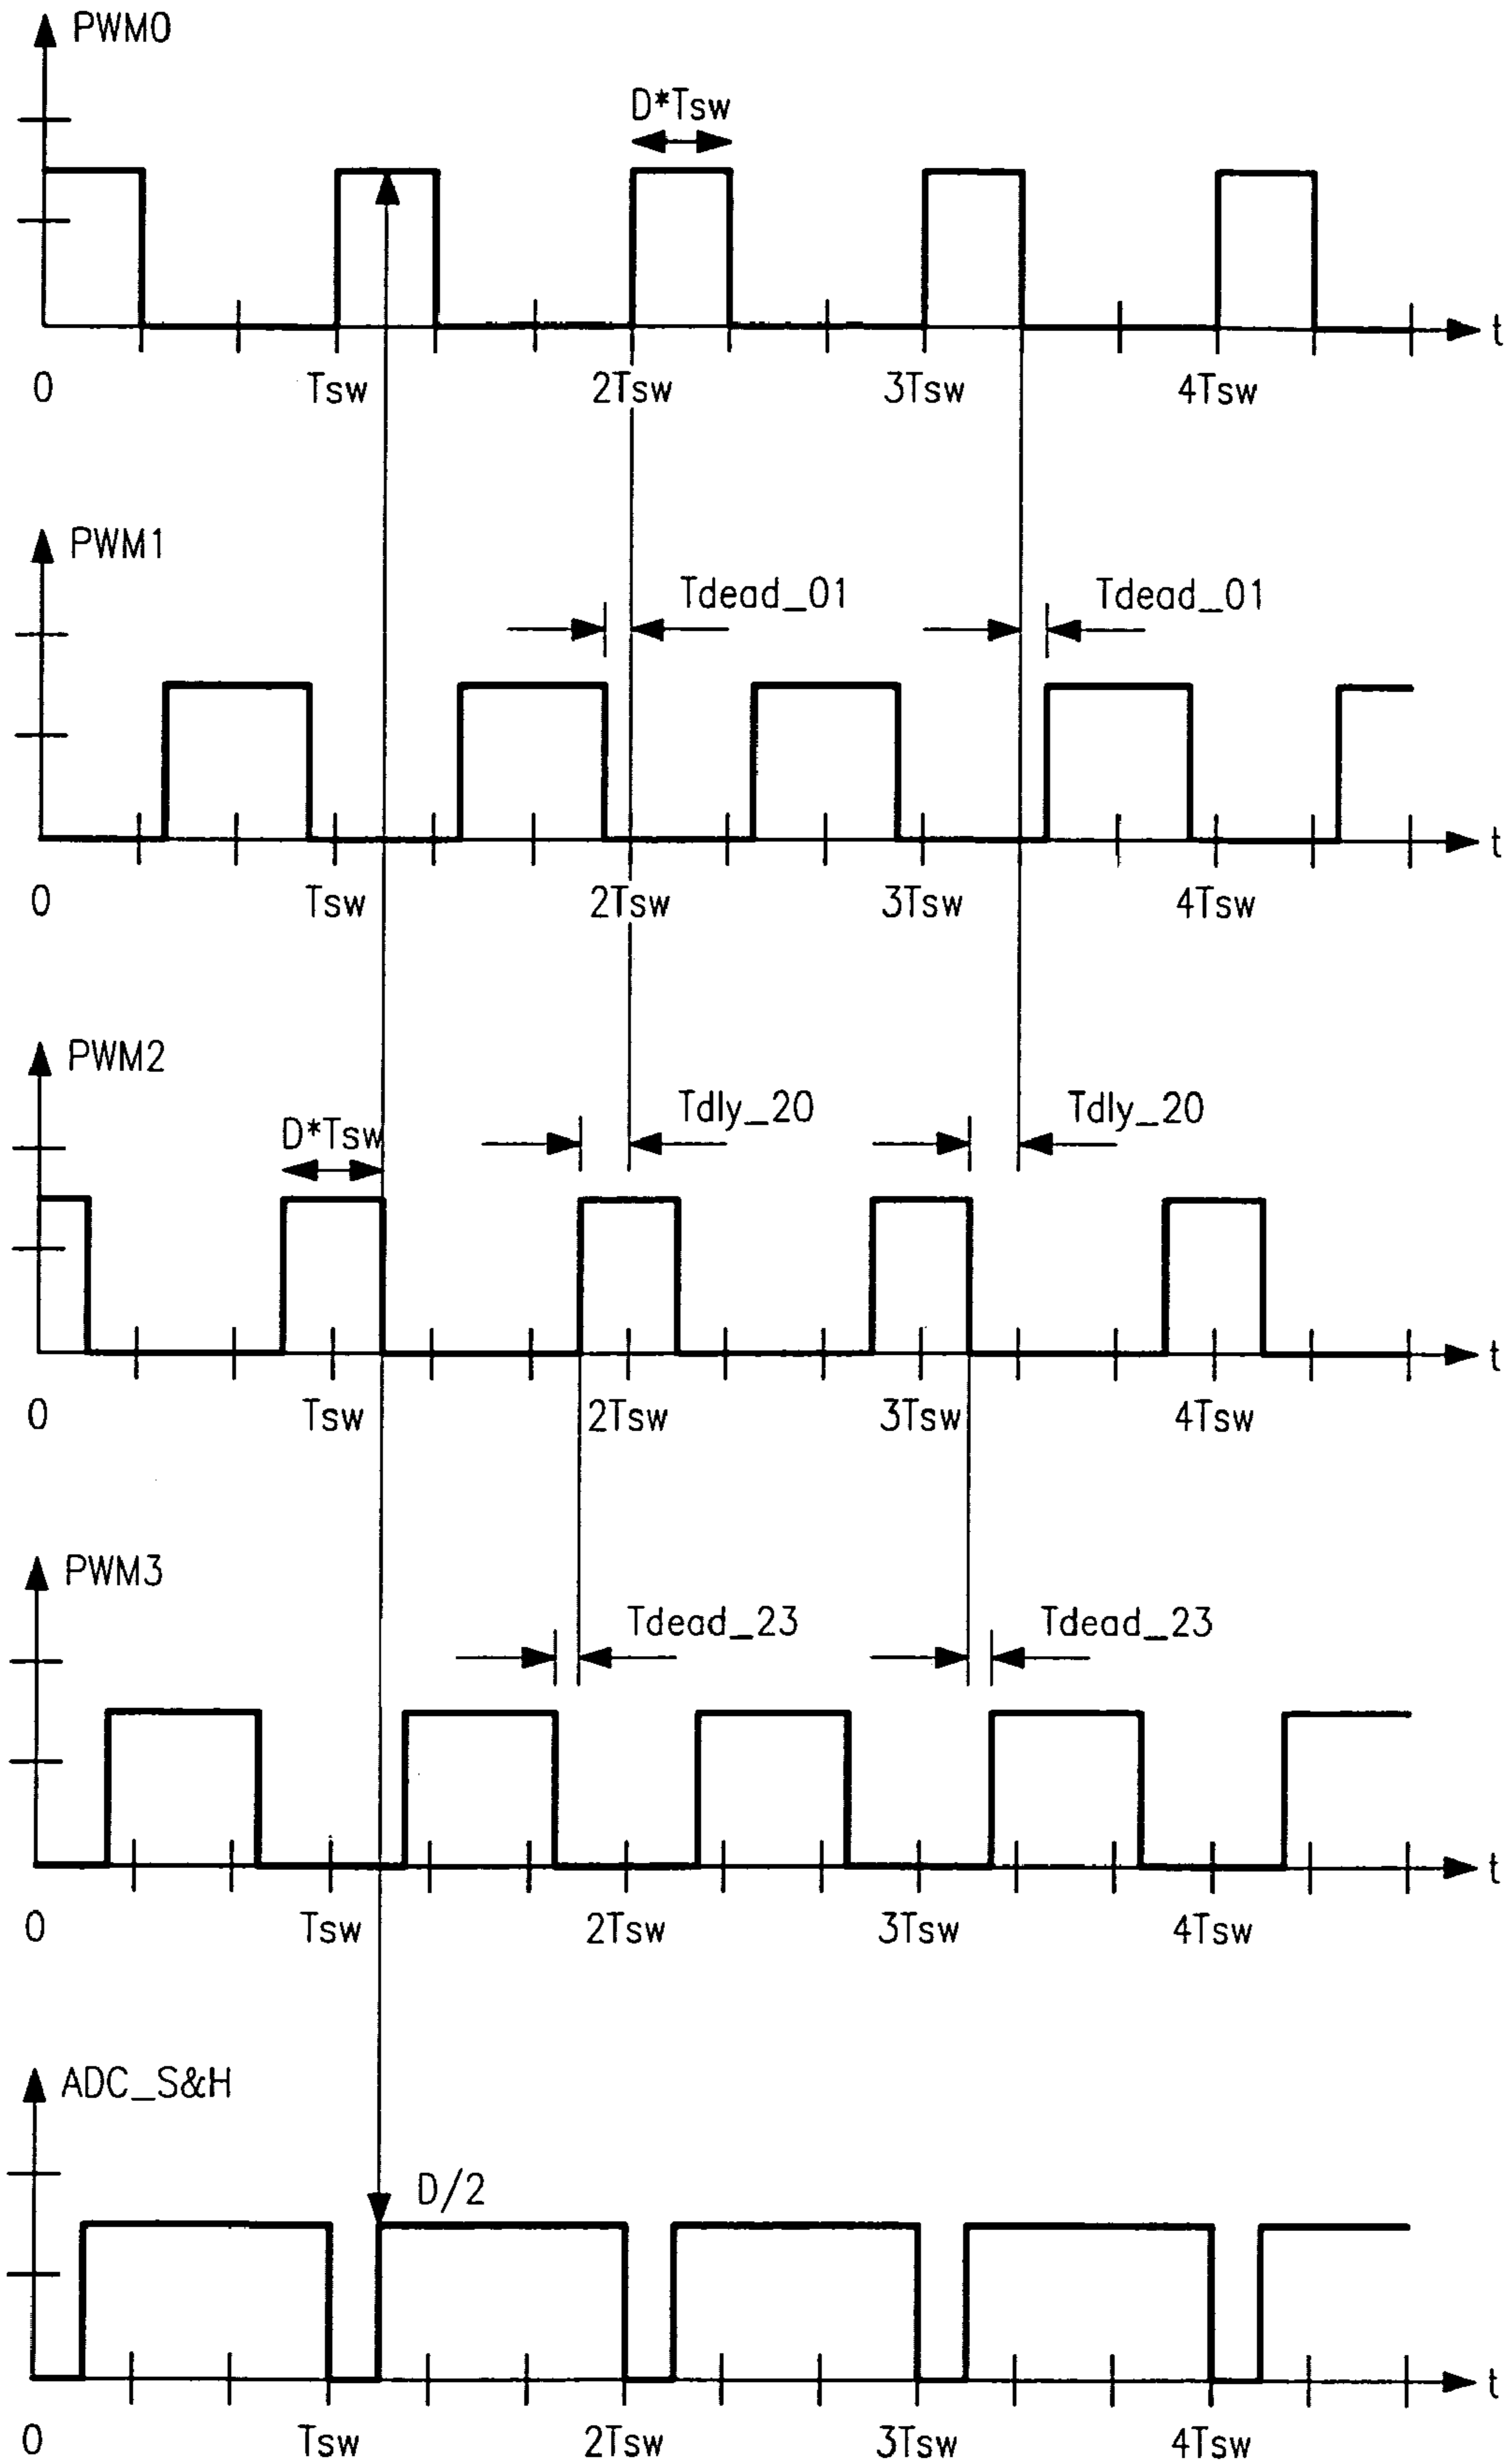 PWM0
D*Tsw
t
0 Tsw 2Tsw 3Tsw 4Tsw
PWM1
Tdead_01 Tdead_01
t
0 Tsw 2Tsw 3Tsw 4Tsw
PWM2
D*Tsw Tdly_20 Tdly_20
t
0 Tsw 2Tsw 3Tsw 4Tsw
PWM3
Tdead_23 Tdead_23
t
0 Tsw 2Tsw 3Tsw 4Tsw
ADC_S&H
D/2
t
0 Tsw 2Tsw 3Tsw 4Tsw